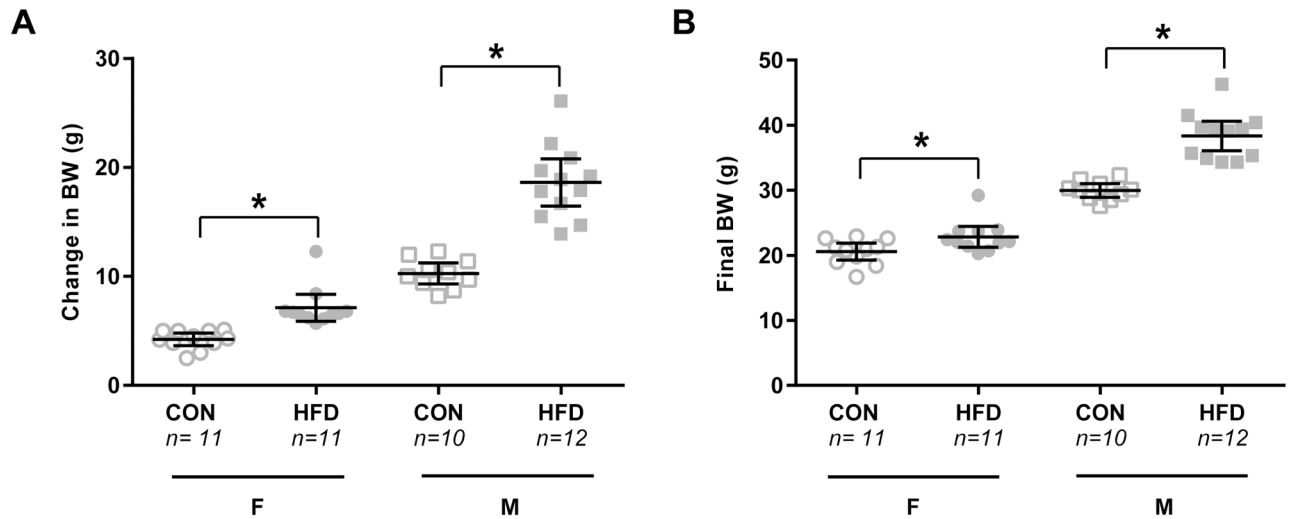 A
Change in BW (g)
30
20
10
0
*
*
CON
HFD
CON
HFD
n= 11
n=11
n=10
n=12
F
M
B
Final BW (g)
50
40
30
20
10
0
*
*
CON
HFD
CON
HFD
n= 11
n=11
n=10
n=12
F
M